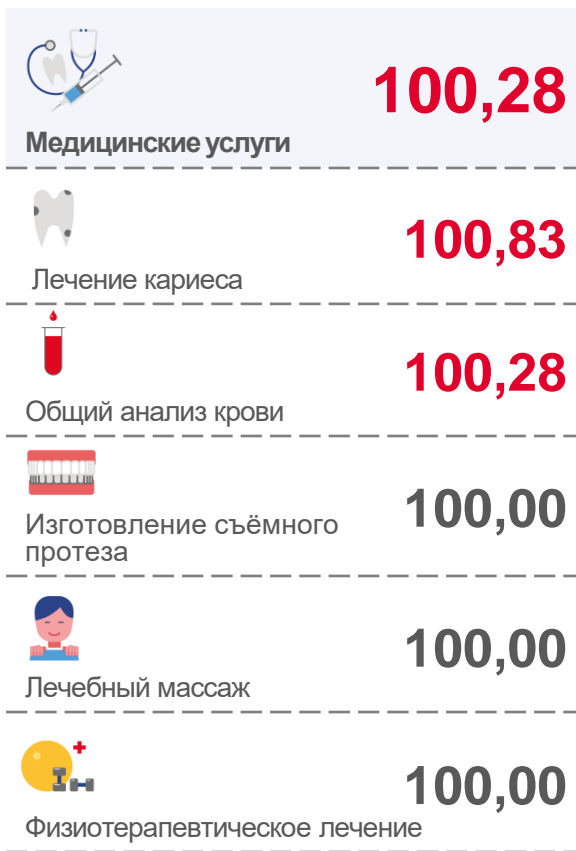 100,28
Медицинские услуги
100,83
Лечение кариеса
100,28
Общий анализ крови
100,00
Изготовление съёмного
протеза
100,00
Лечебный массаж
100,00
Физиотерапевтическое лечение